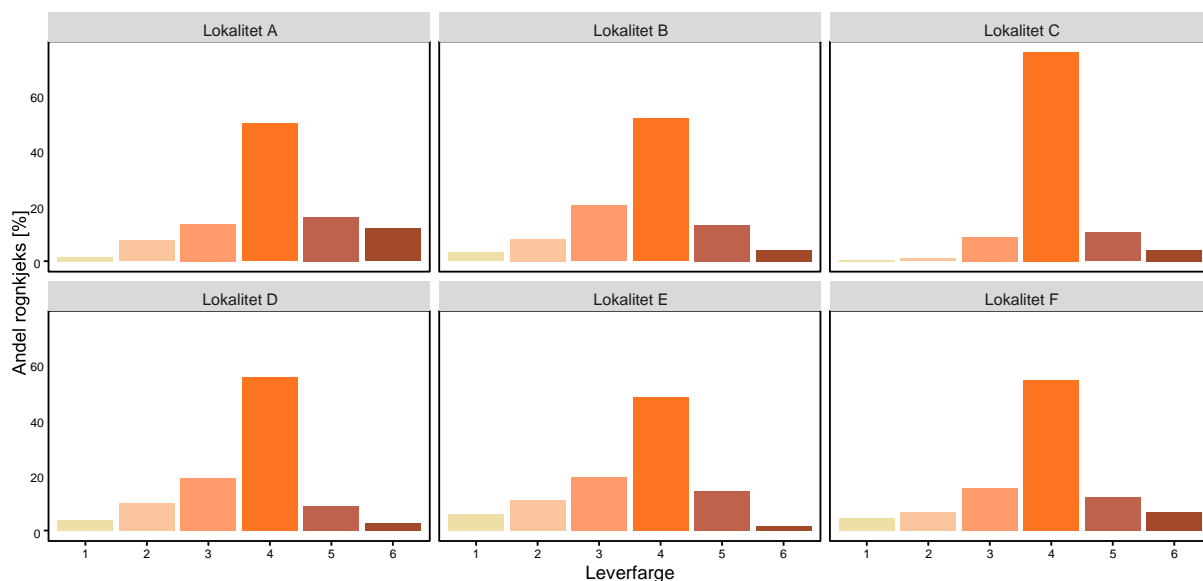 Lokalitet A
Lokalitet B
Lokalitet C
60
40
20
0
Lokalitet D
Lokalitet E
Lokalitet F
60
40
20
0
1 2 3 4 5 6
1 2 3 4 5 6
1 2 3 4 5 6
Leverfarge
Andel rognkjeks [%]